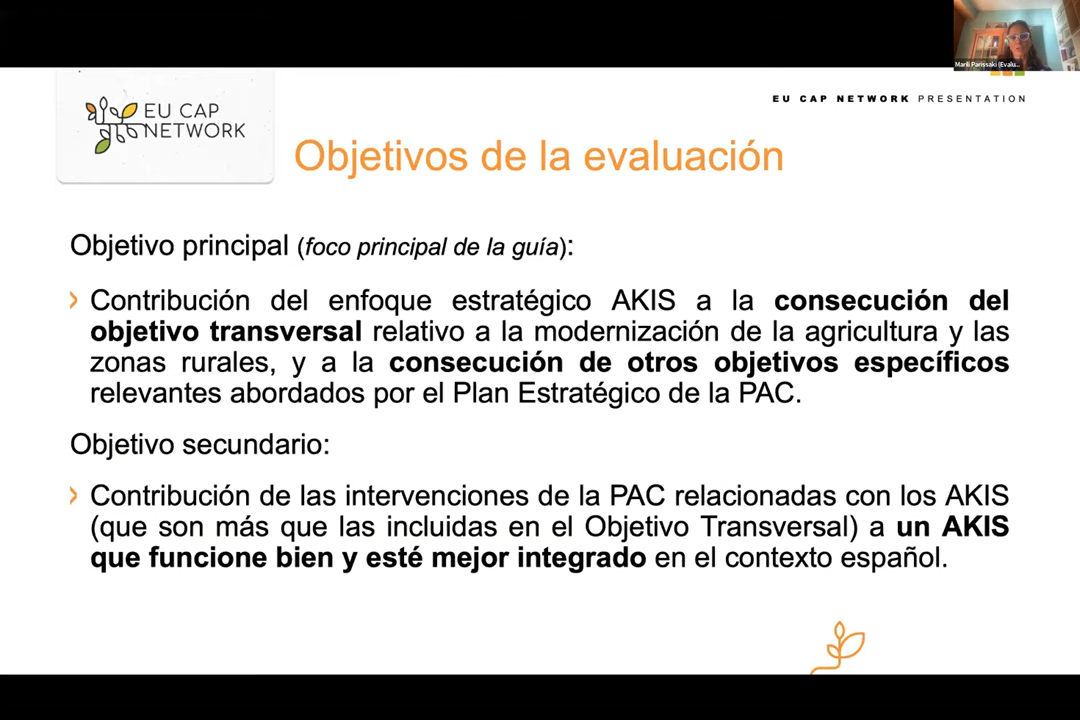 Marili Parissaki (Evalu...
EU CAP NETWORK PRESENTATION
EU CAP
NETWORK
Objetivos de la evaluación
Objetivo principal (foco principal de la guía):
Contribución del enfoque estratégico AKIS a la consecución del
objetivo transversal relativo a la modernización de la agricultura y las
zonas rurales, y a la consecución de otros objetivos específicos
relevantes abordados por el Plan Estratégico de la PAC.
Objetivo secundario:
Contribución de las intervenciones de la PAC relacionadas con los AKIS
(que son más que las incluidas en el Objetivo Transversal) a un AKIS
que funcione bien y esté mejor integrado en el contexto español.